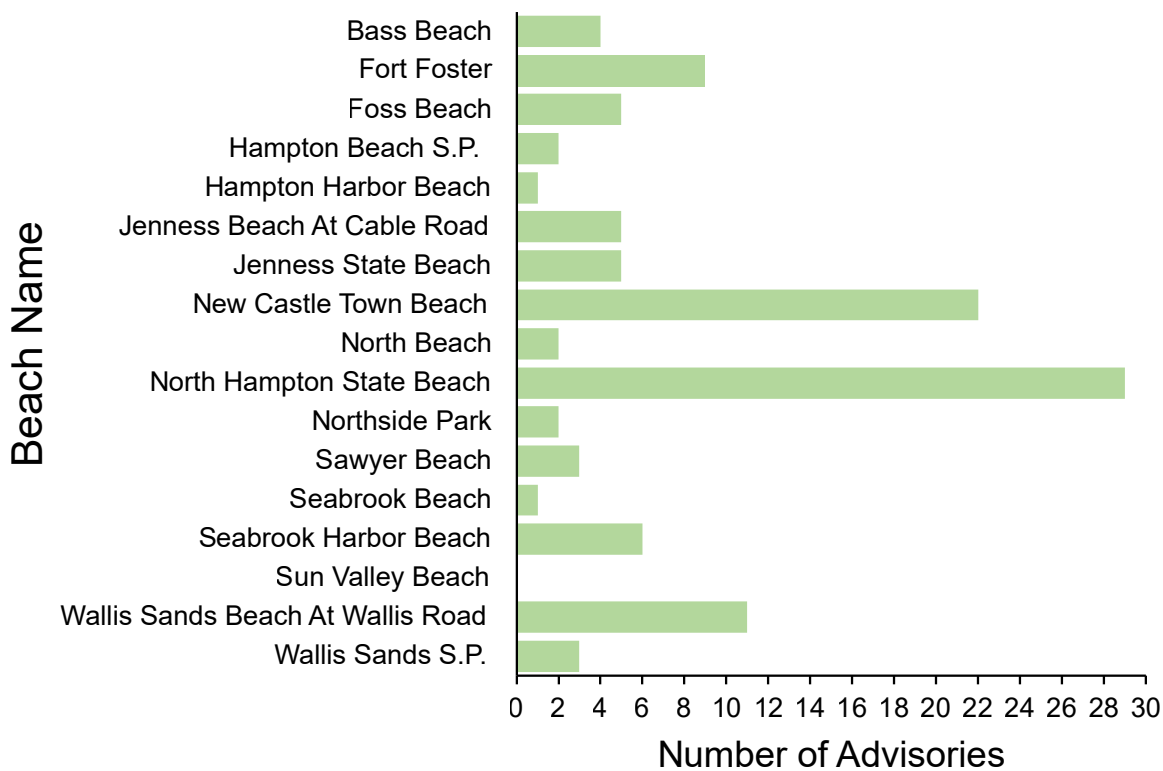 Bass Beach
Fort Foster
Foss Beach
Hampton Beach S.P.
Hampton Harbor Beach
Jenness Beach At Cable Road
Jenness State Beach
New Castle Town Beach
North Beach
North Hampton State Beach
Northside Park
Sawyer Beach
Seabrook Beach
Seabrook Harbor Beach
Sun Valley Beach
Wallis Sands Beach At Wallis Road
Wallis Sands S.P.
Beach Name
0 2 4 6 8 10 12 14 16 18 20 22 24 26 28 30
Number of Advisories